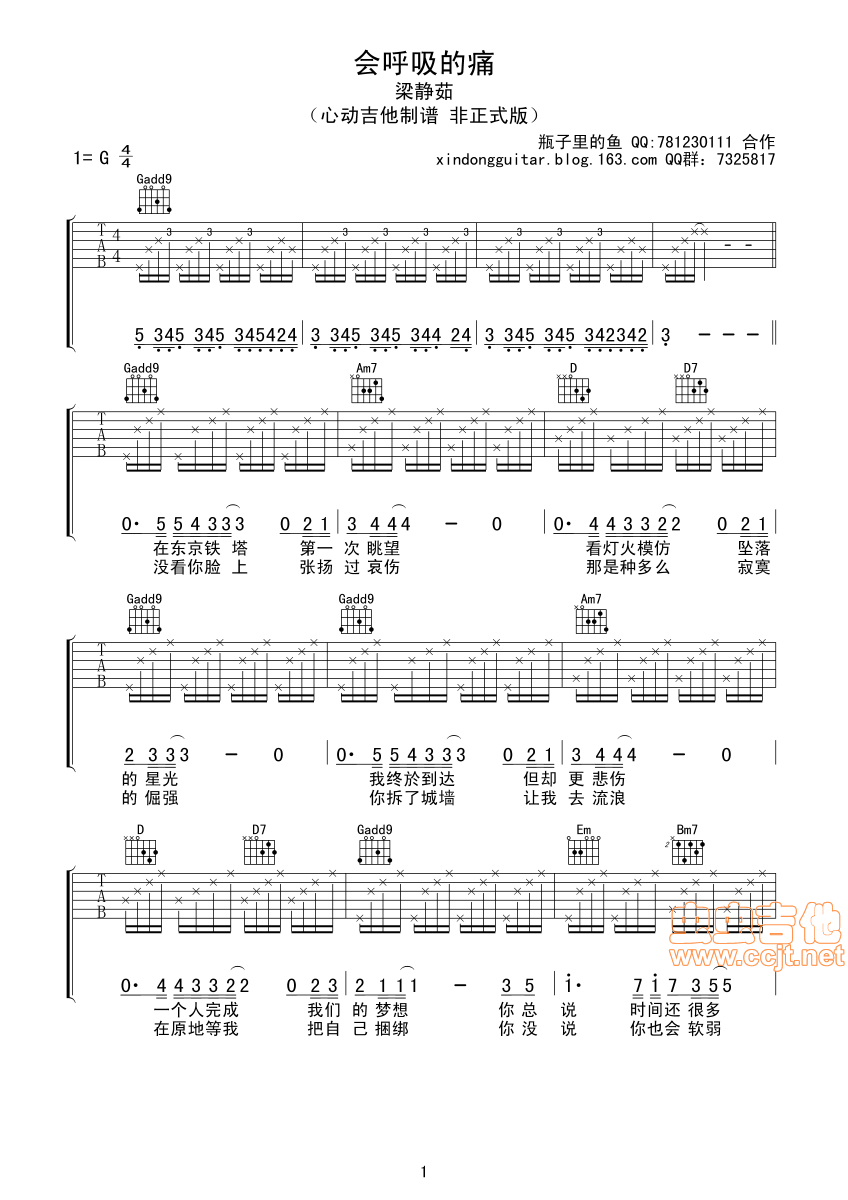 会呼吸的痛
梁静茹
（心动吉他制谱 非正式版）
瓶子里的鱼 QQ:781230111 合作
1= G 4/4 xindongguitar.blog.163.com QQ群: 7325817
Gadd9
3 3 3 3 3 3 3 3 3
T A B 4 4
5 345 345 345424 3 345 345 344 24 3 345 345 342342 3 - - -
Gadd9 Am7 D D7
T A B
0· 5 5 4 3 3 3 0 2 1 3 4 4 4 - 0 0· 4 4 3 3 2 2 0 2 1
在东京铁 塔 第一 次 眺望 看灯火模仿 坠落
没看你脸 上 张扬 过 哀伤 那是种多么 寂寞
Gadd9 Gadd9 Am7
T A B
2 3 3 3 3 - 0 0· 5 5 4 3 3 3 0 2 1 3 4 4 4 - 0
的 星光 我终於到达 但却 更 悲伤
的 倔强 你拆了城墙 让我 去 流浪
D D7 Gadd9 Em Bm7
2
T A B
0· 4 4 3 3 2 2 0 2 3 2 1 1 1 1 - 3 5 1· 7 1 7 3 5 5
一个人完成 我们 的 梦想 你 总 说 时间还 很多
在原地等我 把自 己 捆绑 你 没 说 你也会 软弱
虫虫吉他
www.ccjt.net
1